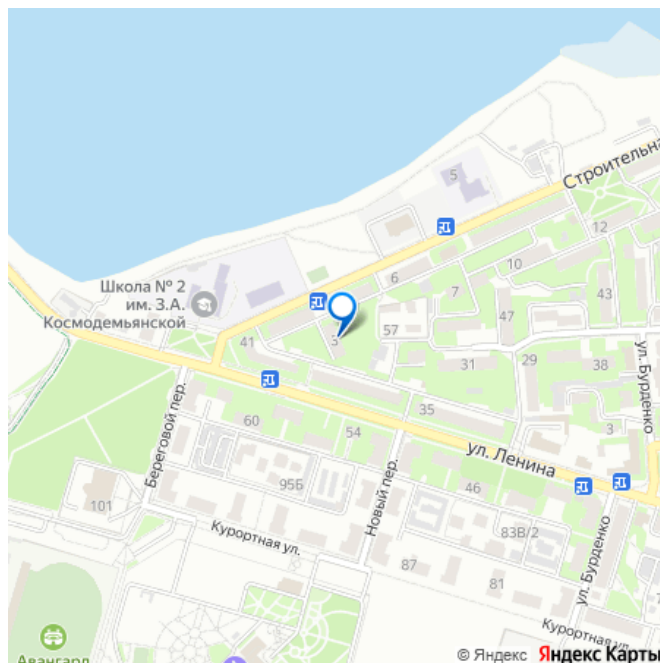 5
Строительна
12
6
10
Школа № 2
им. З.А.
Космодемьянской
7
43
47
57
3
41
29
31
38
ул. Бурденко
35
60
54
3
Береговой пер.
ул. Ленина
95Б
46
Новый пер.
101
83В/2
Курортная ул.
87
81
ул. Бурденко
7
Курортная ул.
Авангард
© Яндекс Яндекс Карты